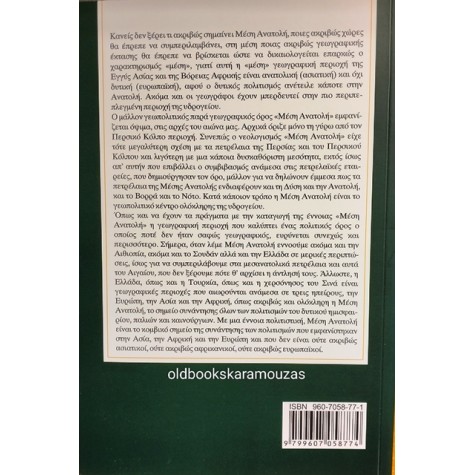 Κανείς δεν ξέρει τι ακριβώς σημαίνει Μέση Ανατολή, ποιες ακριβώς χώρες
θα έπρεπε να συμπεριλαμβάνει, στη μέση ποιας ακριβώς γεωγραφικής
έκτασης θα έπρεπε να βρίσκεται ώστε να δικαιολογείται επαρκώς ο
χαρακτηρισμός «μέση», γιατί αυτή η «μέση» γεωγραφική περιοχή της
Εγγύς Ασίας και της Βόρειας Αφρικής είναι ανατολική (ασιατική) και όχι
δυτική (ευρωπαϊκή), αφού ο δυτικός πολιτισμός ανέτειλε κάποτε στην
Ανατολή. Ακόμα και οι γεωγράφοι έχουν μπερδευτεί στην πιο περιπε-
πλεγμένη περιοχή της υδρογείου.
Ο μάλλον γεωπολιτικός παρά γεωγραφικός όρος «Μέση Ανατολή» εμφανί-
ζεται όψιμα, στις αρχές του αιώνα μας. Αρχικά όριζε μόνο τη γύρω από τον
Περσικό Κόλπο περιοχή. Συνεπώς ο νεολογισμός «Μέση Ανατολή» είχε
τότε μεγαλύτερη σχέση με τα πετρέλαια της Περσίας και του Περσικού
Κόλπου και λιγότερη με μια κάποια δυσκαθόριστη μεσότητα, εκτός ίσως
απ' αυτήν που επιβάλλει ο συμβιβασμός ανάμεσα στις πετρελαϊκές εται-
ρείες, που δημιούργησαν τον όρο, μάλλον για να δηλώνουν έμμεσα πως τα
πετρέλαια της Μέσης Ανατολής ενδιαφέρουν και τη Δύση και την Ανατολή,
και το Βορρά και το Νότο. Κατά κάποιον τρόπο η Μέση Ανατολή είναι το
γεωπολιτικό κέντρο ολόκληρης της υδρογείου.
Όπως και να έχουν τα πράγματα με την καταγωγή της έννοιας «Μέση
Ανατολή» η γεωγραφική περιοχή που καλύπτει ένας πολιτικός όρος ο
οποίος ποτέ δεν ήταν σαφώς γεωγραφικός, ευρύνεται συνεχώς και
περισσότερο. Σήμερα, όταν λέμε Μέση Ανατολή εννοούμε ακόμα και την
Αιθιοπία, ακόμα και το Σουδάν αλλά και την Ελλάδα σε μερικές περιπτώ-
σεις, ίσως για να συμπεριλάβουμε στα μεσανατολικά πετρέλαια και αυτά
του Αιγαίου, που δεν ξέρουμε πότε θ' αρχίσει η άντλησή τους. Άλλωστε, η
Ελλάδα, όπως και η Τουρκία, όπως και η χερσόνησος του Σινά είναι
γεωγραφικές περιοχές που αιωρούνται ανάμεσα σε τρεις ηπείρους, την
Ευρώπη, την Ασία και την Αφρική, όπως ακριβώς και ολόκληρη η Μέση
Ανατολή, το σημείο συνάντησης όλων των πολιτισμών του δυτικού ημισφαι-
ρίου, παλιών και καινούργιων. Με μια έννοια πολιτιστική, Μέση Ανατολή
είναι το κομβικό σημείο της συνάντησης των πολιτισμών που εμφανίστηκαν
στην Ασία, την Αφρική και την Ευρώπη και που δεν είναι ούτε ακριβώς
ασιατικοί, ούτε ακριβώς αφρικανικοί, ούτε ακριβώς ευρωπαϊκοί.
oldbookskaramouzas
ISBN 960-7058-77-1
9 799607 058774